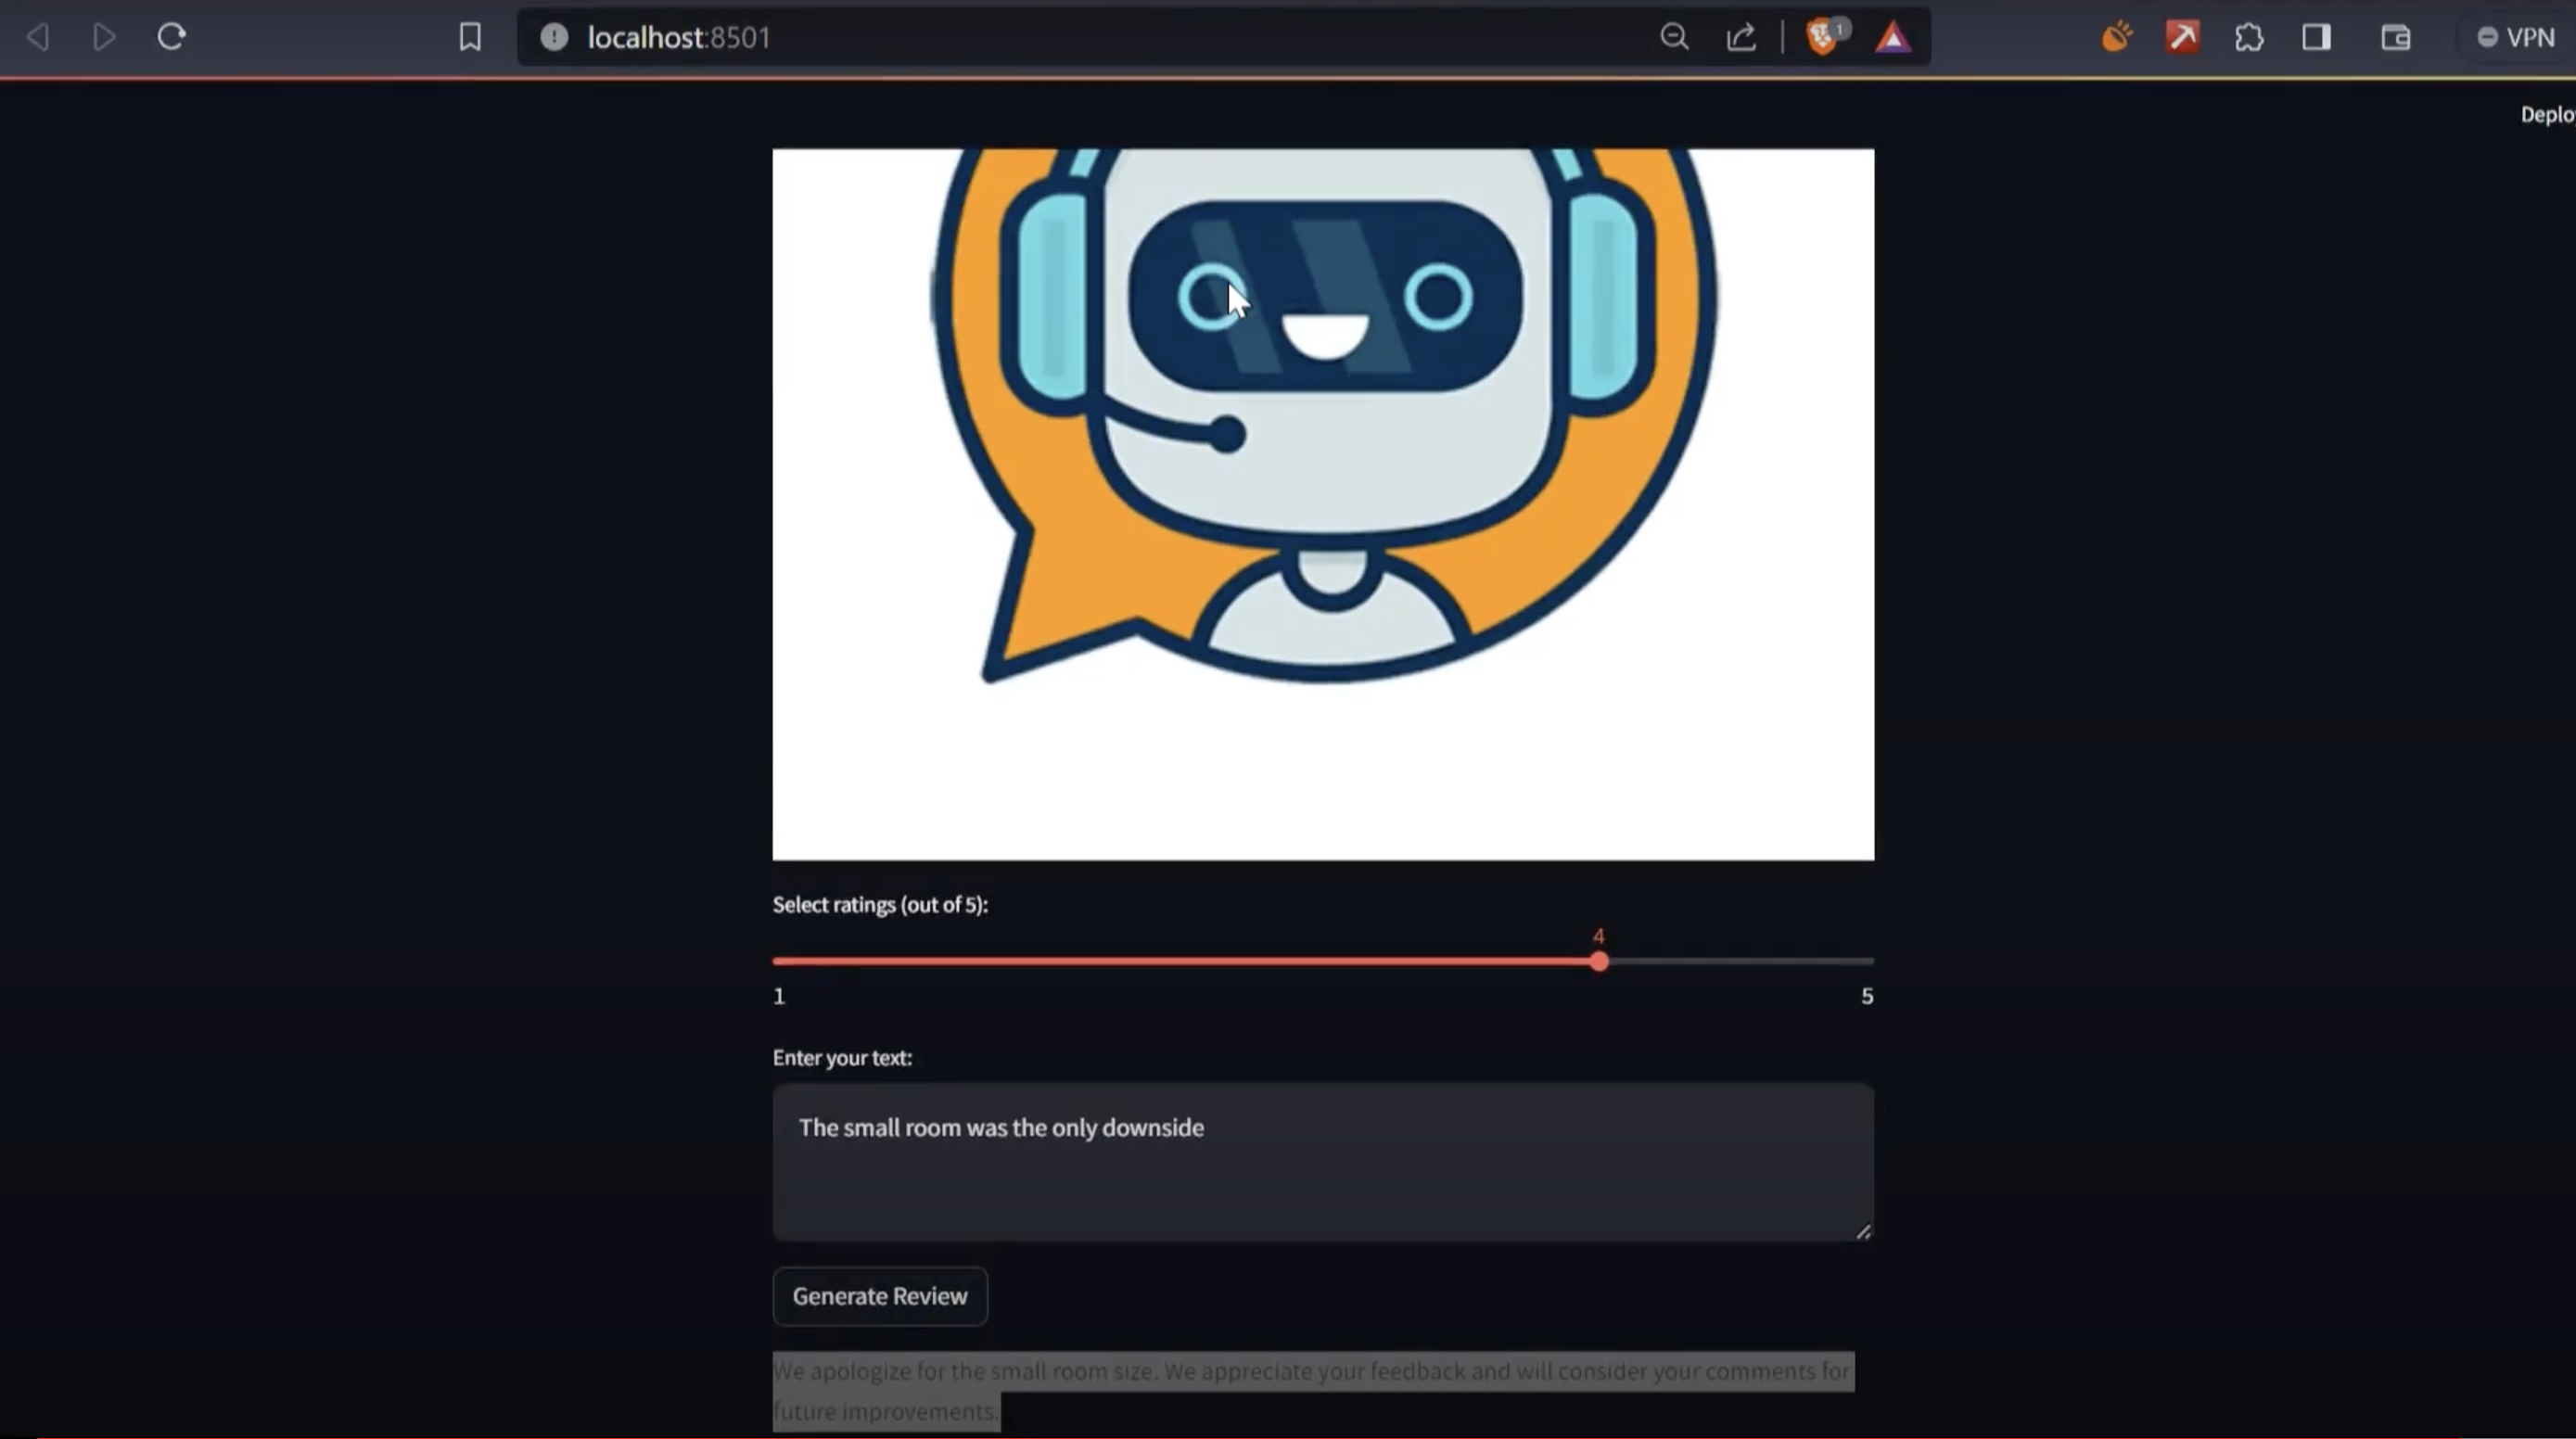 localhost:8501
1
VPN
Deplo
Select ratings (out of 5):
4
1
5
Enter your text:
The small room was the only downside
Generate Review
We apologize for the small room size. We appreciate your feedback and will consider your comments for
future improvements.